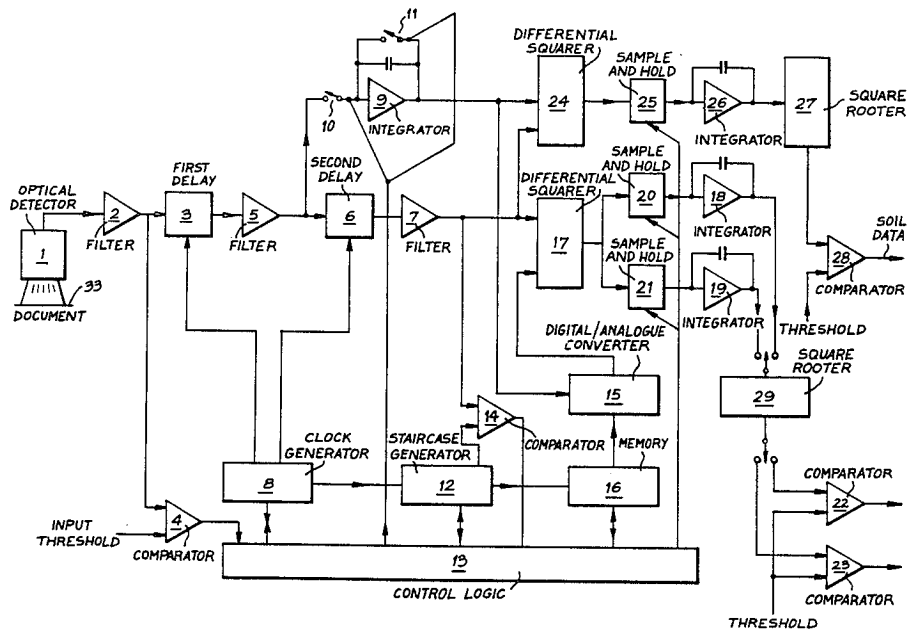 11
DIFFERENTIAL
SQUARER
SAMPLE
AND HOLD
10
9
INTEGRATOR
24
25
26
INTEGRATOR
27
SQUARE
ROOTER
OPTICAL
DETECTOR
FIRST
DELAY
SECOND
DELAY
DIFFERENTIAL
SQUARER
SAMPLE
AND HOLD
1
2
FILTER
3
5
FILTER
6
7
FILTER
17
20
18
INTEGRATOR
SAMPLE
AND HOLD
21
19
INTEGRATOR
28
COMPARATOR
SOIL
DATA
33
DOCUMENT
THRESHOLD
DIGITAL/ANALOGUE
CONVERTER
15
SQUARE
ROOTER
29
14
COMPARATOR
CLOCK
GENERATOR
8
STAIRCASE
GENERATOR
12
MEMORY
16
INPUT
THRESHOLD
4
COMPARATOR
13
CONTROL LOGIC
COMPARATOR
22
23
COMPARATOR
THRESHOLD